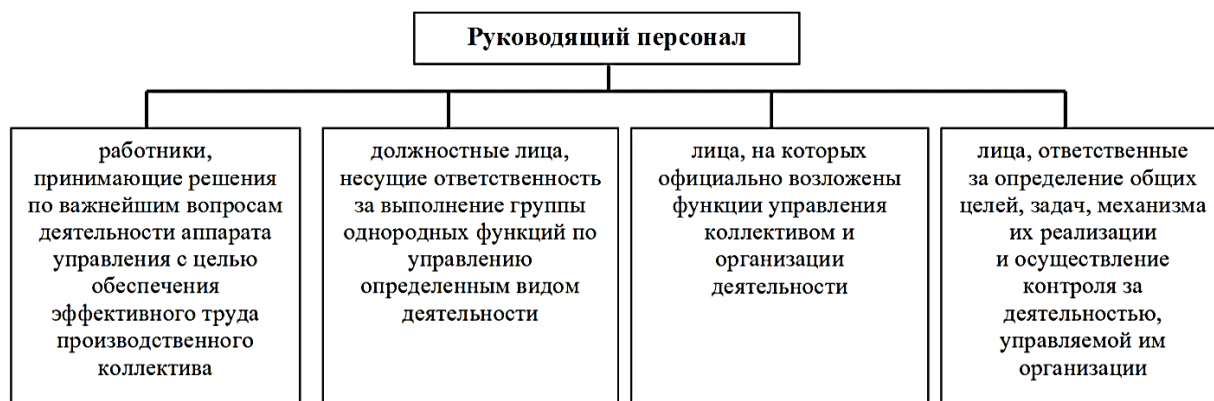 Руководящий персонал
работники,
принимающие решения
по важнейшим вопросам
деятельности аппарата
управления с целью
обеспечения
эффективного труда
производственного
коллектива
должностные лица,
несущие ответственность
за выполнение группы
однородных функций по
управлению
определенным видом
деятельности
лица, на которых
официально возложены
функции управления
коллективом и
организации
деятельности
лица, ответственные
за определение общих
целей, задач, механизма
их реализации
и осуществление
контроля за
деятельностью,
управляемой им
организации